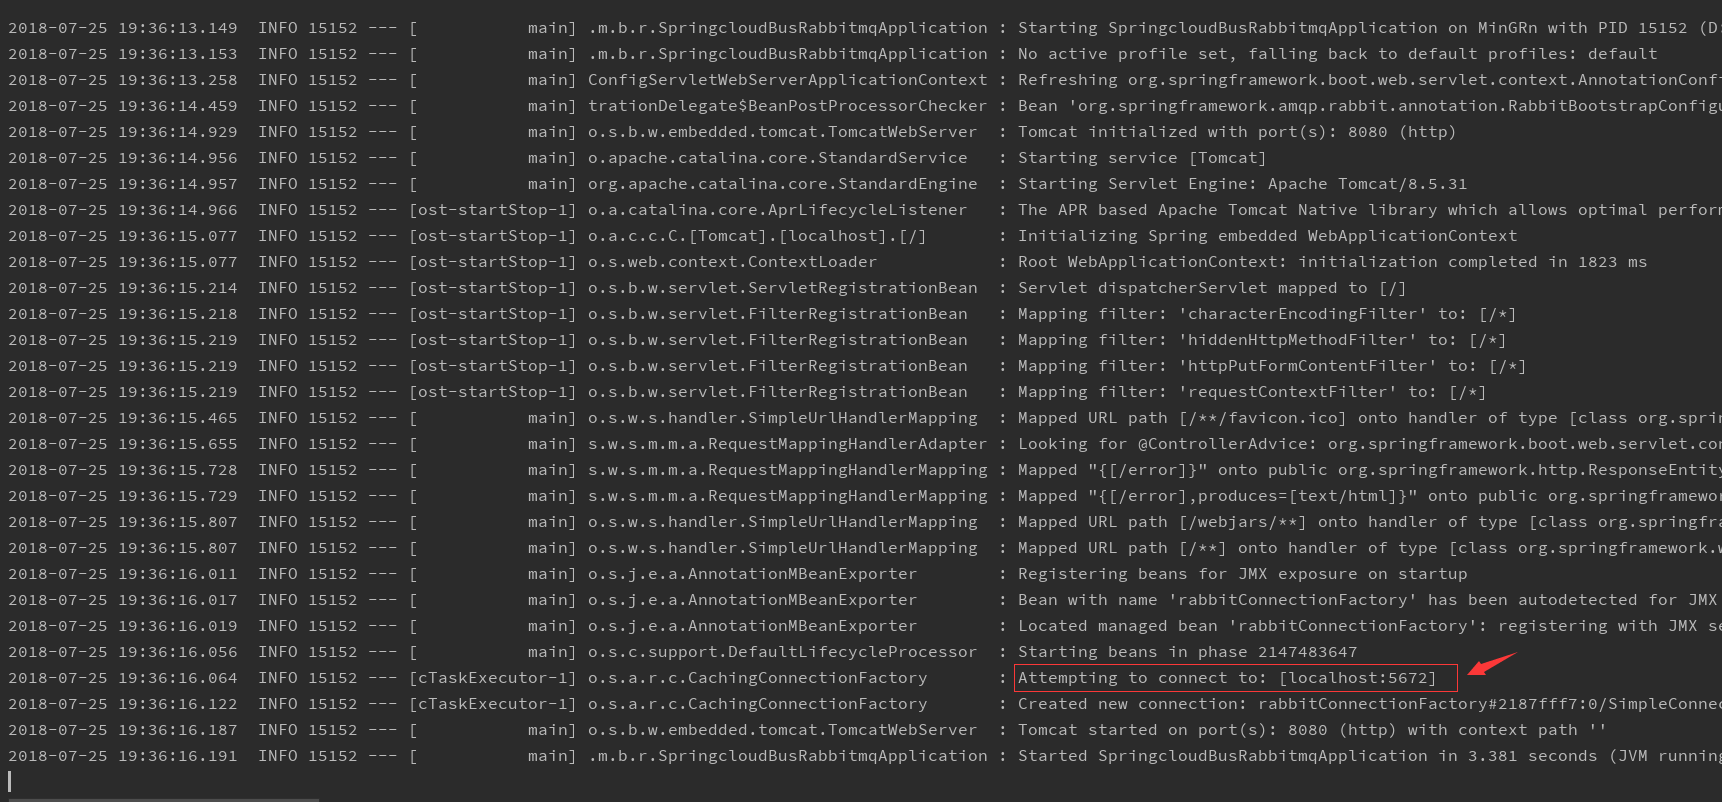 2018-07-25 19:36:13.149  INFO 15152 --- [           main] .m.b.r.SpringcloudBusRabbitmqApplication : Starting SpringcloudBusRabbitmqApplication on MinGRn with PID 15152 (D:
2018-07-25 19:36:13.153  INFO 15152 --- [           main] .m.b.r.SpringcloudBusRabbitmqApplication : No active profile set, falling back to default profiles: default
2018-07-25 19:36:13.258  INFO 15152 --- [           main] ConfigServletWebServerApplicationContext : Refreshing org.springframework.boot.web.servlet.context.AnnotationConf
2018-07-25 19:36:14.459  INFO 15152 --- [           main] trationDelegate$BeanPostProcessorChecker : Bean 'org.springframework.amqp.rabbit.annotation.RabbitBootstrapConfigu
2018-07-25 19:36:14.929  INFO 15152 --- [           main] o.s.b.w.embedded.tomcat.TomcatWebServer  : Tomcat initialized with port(s): 8080 (http)
2018-07-25 19:36:14.956  INFO 15152 --- [           main] o.apache.catalina.core.StandardService   : Starting service [Tomcat]
2018-07-25 19:36:14.957  INFO 15152 --- [           main] org.apache.catalina.core.StandardEngine  : Starting Servlet Engine: Apache Tomcat/8.5.31
2018-07-25 19:36:14.966  INFO 15152 --- [ost-startStop-1] o.a.catalina.core.AprLifecycleListener   : The APR based Apache Tomcat Native library which allows optimal perform
2018-07-25 19:36:15.077  INFO 15152 --- [ost-startStop-1] o.a.c.c.C.[Tomcat].[localhost].[/]       : Initializing Spring embedded WebApplicationContext
2018-07-25 19:36:15.077  INFO 15152 --- [ost-startStop-1] o.s.web.context.ContextLoader            : Root WebApplicationContext: initialization completed in 1823 ms
2018-07-25 19:36:15.214  INFO 15152 --- [ost-startStop-1] o.s.b.w.servlet.ServletRegistrationBean  : Servlet dispatcherServlet mapped to [/]
2018-07-25 19:36:15.218  INFO 15152 --- [ost-startStop-1] o.s.b.w.servlet.FilterRegistrationBean   : Mapping filter: 'characterEncodingFilter' to: [/*]
2018-07-25 19:36:15.219  INFO 15152 --- [ost-startStop-1] o.s.b.w.servlet.FilterRegistrationBean   : Mapping filter: 'hiddenHttpMethodFilter' to: [/*]
2018-07-25 19:36:15.219  INFO 15152 --- [ost-startStop-1] o.s.b.w.servlet.FilterRegistrationBean   : Mapping filter: 'httpPutFormContentFilter' to: [/*]
2018-07-25 19:36:15.219  INFO 15152 --- [ost-startStop-1] o.s.b.w.servlet.FilterRegistrationBean   : Mapping filter: 'requestContextFilter' to: [/*]
2018-07-25 19:36:15.465  INFO 15152 --- [           main] o.s.w.s.handler.SimpleUrlHandlerMapping  : Mapped URL path [/**/favicon.ico] onto handler of type [class org.sprin
2018-07-25 19:36:15.655  INFO 15152 --- [           main] s.w.s.m.m.a.RequestMappingHandlerAdapter : Looking for @ControllerAdvice: org.springframework.boot.web.servlet.con
2018-07-25 19:36:15.728  INFO 15152 --- [           main] s.w.s.m.m.a.RequestMappingHandlerMapping : Mapped "{[/error]}" onto public org.springframework.http.ResponseEntity
2018-07-25 19:36:15.729  INFO 15152 --- [           main] s.w.s.m.m.a.RequestMappingHandlerMapping : Mapped "{[/error],produces=[text/html]}" onto public org.springframewor
2018-07-25 19:36:15.807  INFO 15152 --- [           main] o.s.w.s.handler.SimpleUrlHandlerMapping  : Mapped URL path [/webjars/**] onto handler of type [class org.springfra
2018-07-25 19:36:15.807  INFO 15152 --- [           main] o.s.w.s.handler.SimpleUrlHandlerMapping  : Mapped URL path [/**] onto handler of type [class org.springframework.w
2018-07-25 19:36:16.011  INFO 15152 --- [           main] o.s.j.e.a.AnnotationMBeanExporter        : Registering beans for JMX exposure on startup
2018-07-25 19:36:16.017  INFO 15152 --- [           main] o.s.j.e.a.AnnotationMBeanExporter        : Bean with name 'rabbitConnectionFactory' has been autodetected for JMX
2018-07-25 19:36:16.019  INFO 15152 --- [           main] o.s.j.e.a.AnnotationMBeanExporter        : Located managed bean 'rabbitConnectionFactory': registering with JMX se
2018-07-25 19:36:16.056  INFO 15152 --- [           main] o.s.c.support.DefaultLifecycleProcessor  : Starting beans in phase 2147483647
2018-07-25 19:36:16.064  INFO 15152 --- [cTaskExecutor-1] o.s.a.r.c.CachingConnectionFactory       : Attempting to connect to: [localhost:5672]
2018-07-25 19:36:16.122  INFO 15152 --- [cTaskExecutor-1] o.s.a.r.c.CachingConnectionFactory       : Created new connection: rabbitConnectionFactory#2187fff7:0/SimpleConnec
2018-07-25 19:36:16.187  INFO 15152 --- [           main] o.s.b.w.embedded.tomcat.TomcatWebServer  : Tomcat started on port(s): 8080 (http) with context path ''
2018-07-25 19:36:16.191  INFO 15152 --- [           main] .m.b.r.SpringcloudBusRabbitmqApplication : Started SpringcloudBusRabbitmqApplication in 3.381 seconds (JVM running